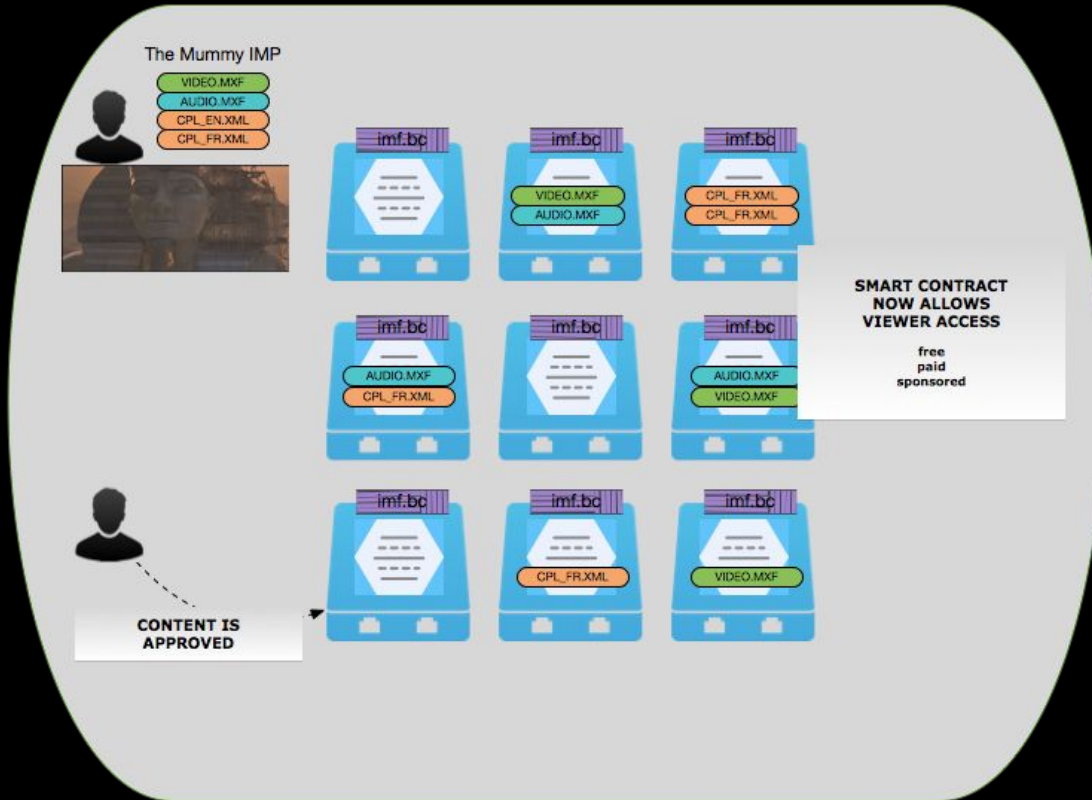 The Mummy IMP
VIDEO.MXF
AUDIO.MXF
CPL_EN.XML
CPL_FR.XML
imf.bc
imf.bc
VIDEO.MXF
AUDIO.MXF
imf.bc
CPL_FR.XML
CPL_FR.XML
SMART CONTRACT
NOW ALLOWS
VIEWER ACCESS
free
paid
sponsored
imf.bc
AUDIO.MXF
CPL_FR.XML
imf.bc
imf.bc
AUDIO.MXF
VIDEO.MXF
imf.bc
imf.bc
CPL_FR.XML
imf.bc
VIDEO.MXF
CONTENT IS
APPROVED